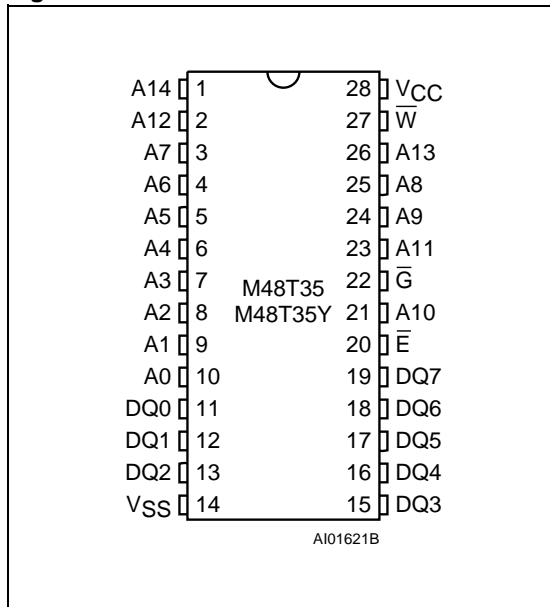 A14 1 28 VCC
A12 2 27 W̅
A7 3 26 A13
A6 4 25 A8
A5 5 24 A9
A4 6 23 A11
A3 7 M48T35 22 G̅
A2 8 M48T35Y 21 A10
A1 9 20 E̅
A0 10 19 DQ7
DQ0 11 18 DQ6
DQ1 12 17 DQ5
DQ2 13 16 DQ4
VSS 14 15 DQ3
AI01621B